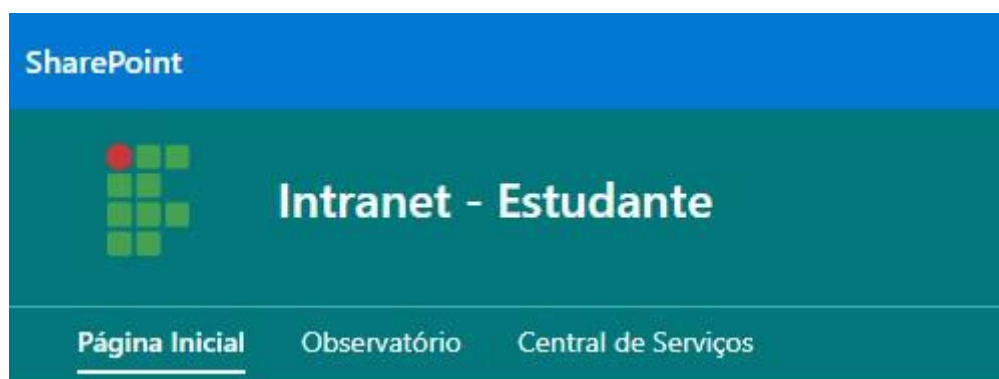 SharePoint
Intranet - Estudante
Página Inicial Observatório Central de Serviços